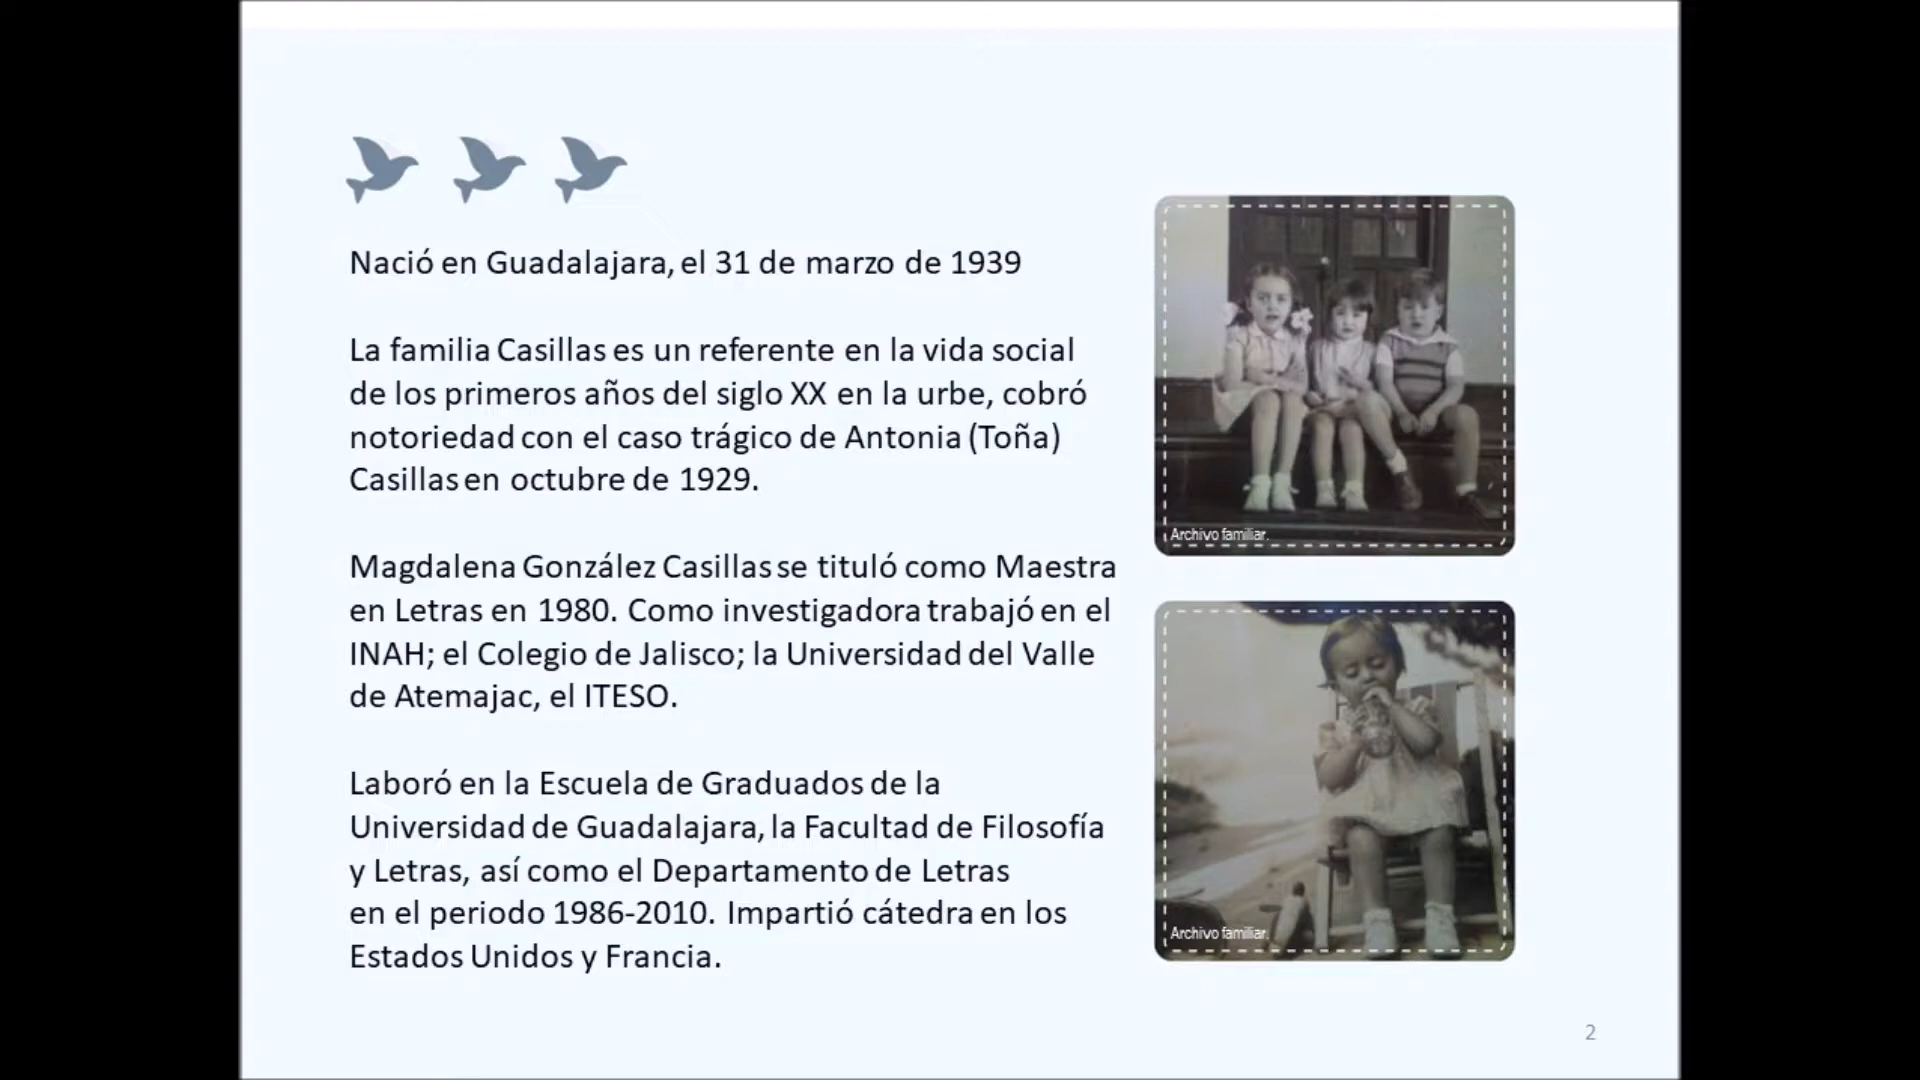 Nació en Guadalajara, el 31 de marzo de 1939
La familia Casillas es un referente en la vida social
de los primeros años del siglo XX en la urbe, cobró
notoriedad con el caso trágico de Antonia (Toña)
Casillas en octubre de 1929.
Magdalena González Casillas se tituló como Maestra
en Letras en 1980. Como investigadora trabajó en el
INAH; el Colegio de Jalisco; la Universidad del Valle
de Atemajac, el ITESO.
Laboró en la Escuela de Graduados de la
Universidad de Guadalajara, la Facultad de Filosofía
y Letras, así como el Departamento de Letras
en el periodo 1986-2010. Impartió cátedra en los
Estados Unidos y Francia.
Archivo familiar.
Archivo familiar.
2